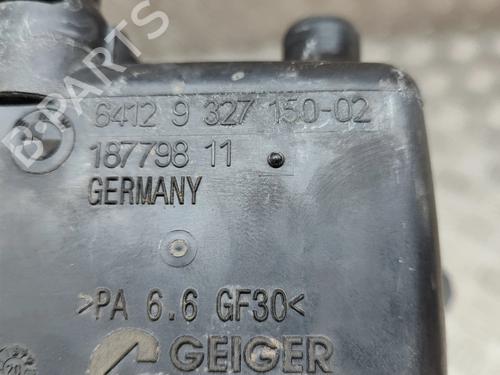 B-PARTS
6412 9 327 150-02
187798 11
GERMANY
>PA 6.6 GF30<
GEIGER